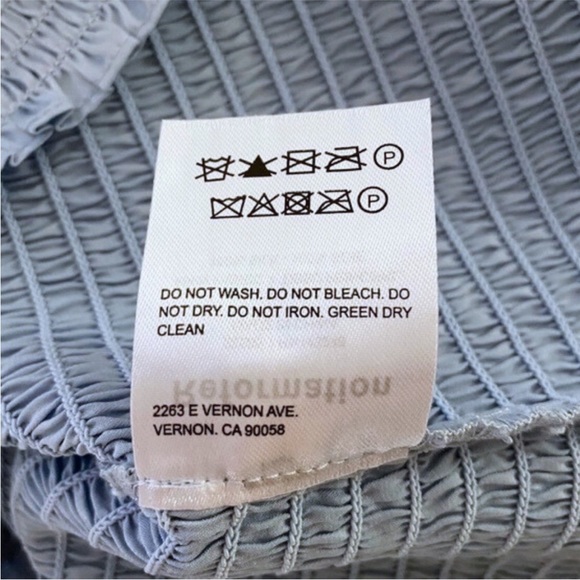 P
P
DO NOT WASH. DO NOT BLEACH. DO
NOT DRY. DO NOT IRON. GREEN DRY
CLEAN
Reformation
2263 E VERNON AVE.
VERNON. CA 90058